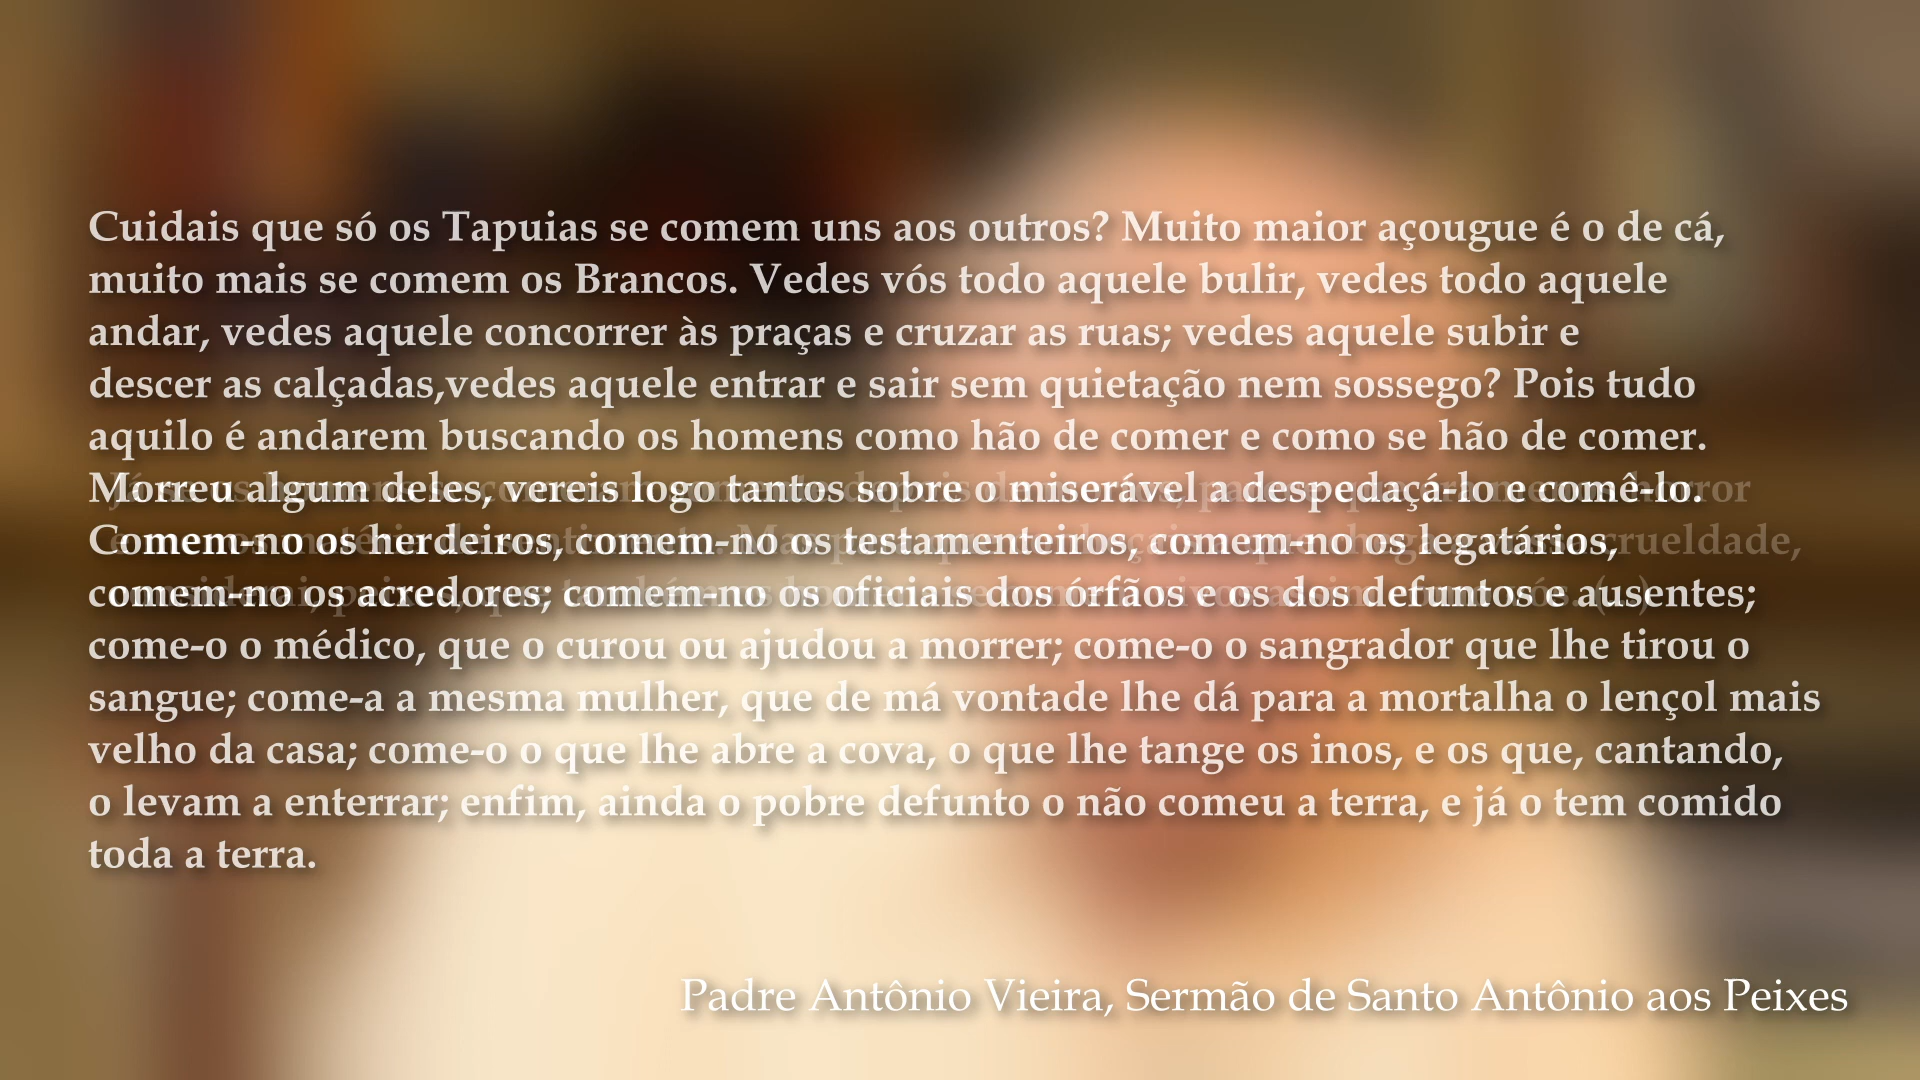 Cuidais que só os Tapuias se comem uns aos outros? Muito maior açougue é o de cá,
muito mais se comem os Brancos. Vedes vós todo aquele bulir, vedes todo aquele
andar, vedes aquele concorrer às praças e cruzar as ruas; vedes aquele subir e
descer as calçadas,vedes aquele entrar e sair sem quietação nem sossego? Pois tudo
aquilo é andarem buscando os homens como hão de comer e como se hão de comer.
Morreu algum deles, vereis logo tantos sobre o miserável a despedaçá-lo e comê-lo.
horror
Comem-no os herdeiros, comem-no os testamenteiros, comem-no os legatários,
crueldade,
comem-no os acredores; comem-no os oficiais dos órfãos e os dos defuntos e ausentes;
come-o o médico, que o curou ou ajudou a morrer; come-o o sangrador que lhe tirou o
sangue; come-a a mesma mulher, que de má vontade lhe dá para a mortalha o lençol mais
velho da casa; come-o o que lhe abre a cova, o que lhe tange os inos, e os que, cantando,
o levam a enterrar; enfim, ainda o pobre defunto o não comeu a terra, e já o tem comido
toda a terra.
Padre Antônio Vieira, Sermão de Santo Antônio aos Peixes